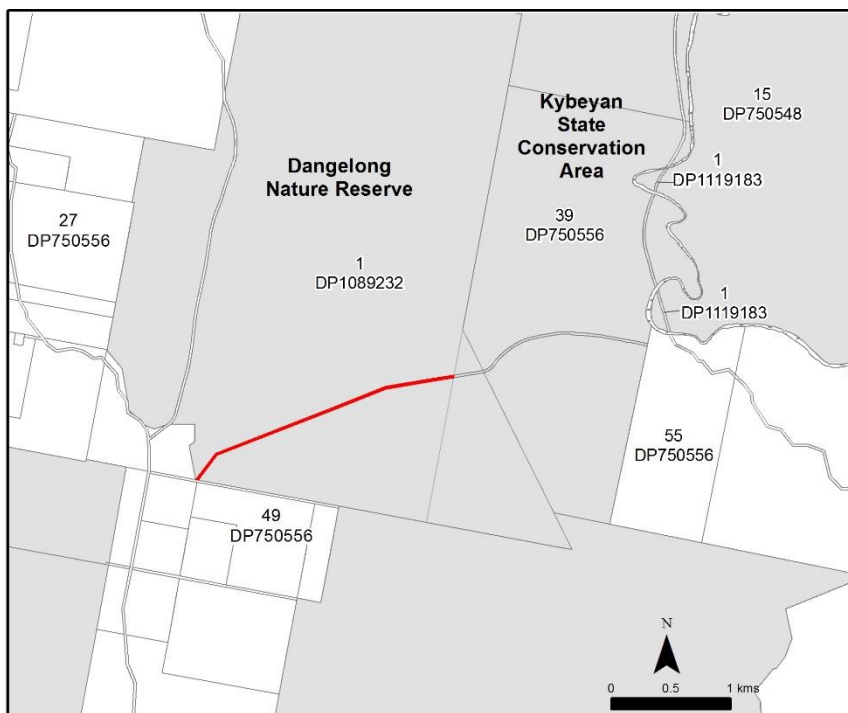 Kybeyan
State
Conservation
Area
15
DP750548
Dangelong
Nature Reserve
1
DP1119183
27
DP750556
39
DP750556
1
DP1089232
1
DP1119183
55
DP750556
49
DP750556
N
0 0.5 1 kms